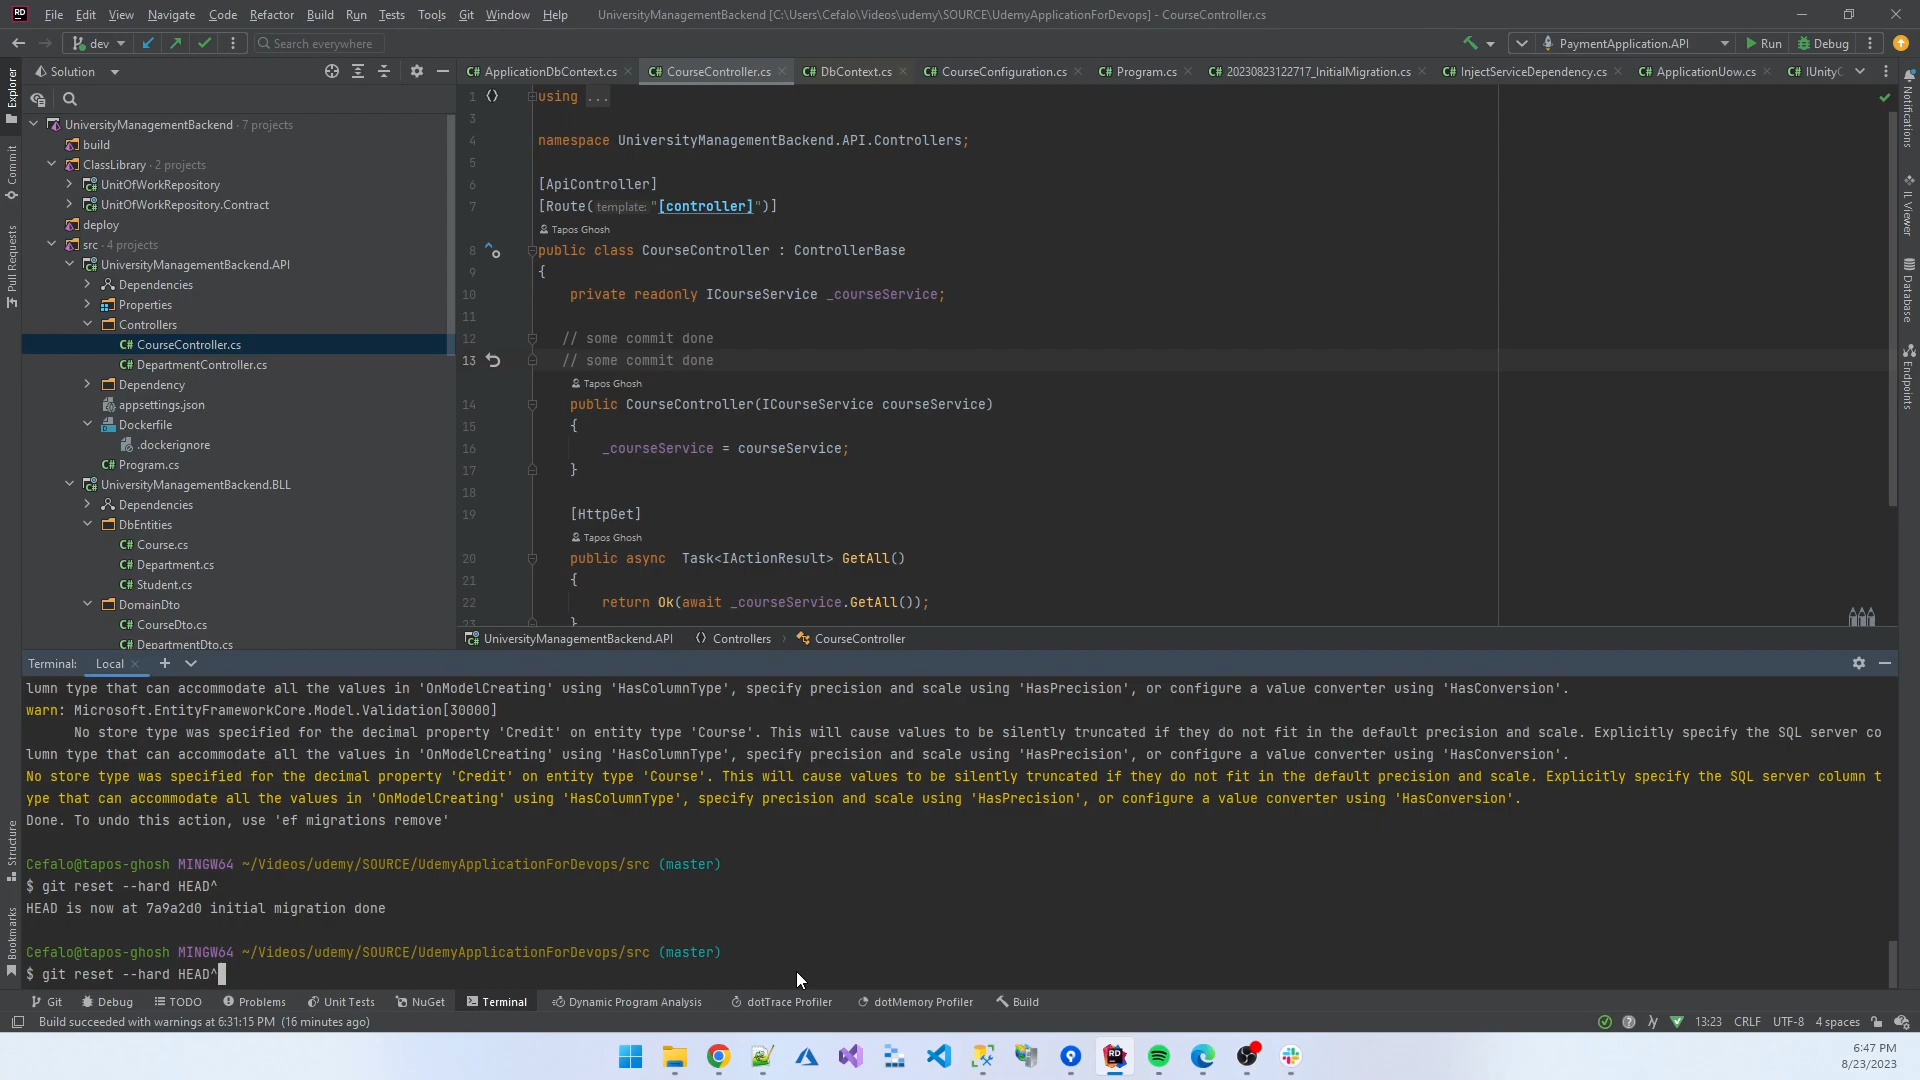 File Edit View Navigate Code Refactor Build Run Tests Tools Git Window Help UniversityManagementBackend [C:\Users\Cefalo\Videos\udemy\SOURCE\UdemyApplicationForDevops] - CourseController.cs
dev Search everywhere PaymentApplication.API Run Debug
Solution
ApplicationDbContext.cs CourseController.cs DbContext.cs CourseConfiguration.cs Program.cs 20230823122717_InitialMigration.cs InjectServiceDependency.cs ApplicationUow.cs IUnityC
Explorer
Commit
Pull Requests
Structure
Bookmarks
UniversityManagementBackend · 7 projects
build
ClassLibrary · 2 projects
UnitOfWorkRepository
UnitOfWorkRepository.Contract
deploy
src · 4 projects
UniversityManagementBackend.API
Dependencies
Properties
Controllers
CourseController.cs
DepartmentController.cs
Dependency
appsettings.json
Dockerfile
.dockerignore
Program.cs
UniversityManagementBackend.BLL
Dependencies
DbEntities
Course.cs
Department.cs
Student.cs
DomainDto
CourseDto.cs
DepartmentDto.cs
1 using ...
3
4 namespace UniversityManagementBackend.API.Controllers;
5
6 [ApiController]
7 [Route(template: "[controller]")]
Tapos Ghosh
8 public class CourseController : ControllerBase
9 {
10 private readonly ICourseService _courseService;
11
12 // some commit done
13 // some commit done
Tapos Ghosh
14 public CourseController(ICourseService courseService)
15 {
16 _courseService = courseService;
17 }
18
19 [HttpGet]
Tapos Ghosh
20 public async Task<IActionResult> GetAll()
21 {
22 return Ok(await _courseService.GetAll());
23 }
UniversityManagementBackend.API Controllers CourseController
Notifications
IL Viewer
Database
Endpoints
Terminal: Local
lumn type that can accommodate all the values in 'OnModelCreating' using 'HasColumnType', specify precision and scale using 'HasPrecision', or configure a value converter using 'HasConversion'.
warn: Microsoft.EntityFrameworkCore.Model.Validation[30000]
No store type was specified for the decimal property 'Credit' on entity type 'Course'. This will cause values to be silently truncated if they do not fit in the default precision and scale. Explicitly specify the SQL server co
lumn type that can accommodate all the values in 'OnModelCreating' using 'HasColumnType', specify precision and scale using 'HasPrecision', or configure a value converter using 'HasConversion'.
No store type was specified for the decimal property 'Credit' on entity type 'Course'. This will cause values to be silently truncated if they do not fit in the default precision and scale. Explicitly specify the SQL server column t
ype that can accommodate all the values in 'OnModelCreating' using 'HasColumnType', specify precision and scale using 'HasPrecision', or configure a value converter using 'HasConversion'.
Done. To undo this action, use 'ef migrations remove'
Cefalo@tapos-ghosh MINGW64 ~/Videos/udemy/SOURCE/UdemyApplicationForDevops/src (master)
$ git reset --hard HEAD^
HEAD is now at 7a9a2d0 initial migration done
Cefalo@tapos-ghosh MINGW64 ~/Videos/udemy/SOURCE/UdemyApplicationForDevops/src (master)
$ git reset --hard HEAD^
Git Debug TODO Problems Unit Tests NuGet Terminal Dynamic Program Analysis dotTrace Profiler dotMemory Profiler Build
Build succeeded with warnings at 6:31:15 PM (16 minutes ago) 13:23 CRLF UTF-8 4 spaces
6:47 PM
8/23/2023